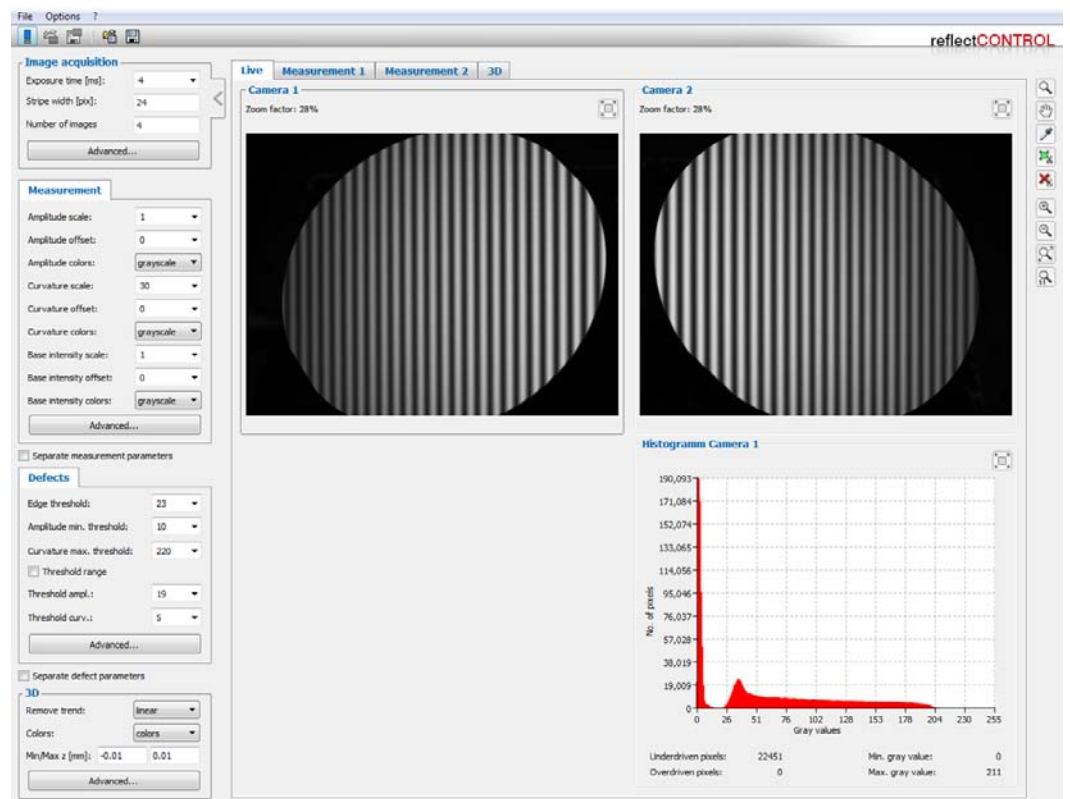 File Options ?
reflectCONTROL
Image acquisition
Exposure time [ms]: 4
Stripe width [pix]: 24
Number of images 4
Advanced...
Measurement
Amplitude scale: 1
Amplitude offset: 0
Amplitude colors: grayscale
Curvature scale: 30
Curvature offset: 0
Curvature colors: grayscale
Base intensity scale: 1
Base intensity offset: 0
Base intensity colors: grayscale
Advanced...
Separate measurement parameters
Defects
Edge threshold: 23
Amplitude min. threshold: 10
Curvature max. threshold: 220
Threshold range
Threshold ampl.: 19
Threshold curv.: 5
Advanced...
Separate defect parameters
3D
Remove trend: linear
Colors: colors
Min/Max z [mm]: -0.01 0.01
Advanced...
Live Measurement 1 Measurement 2 3D
Camera 1
Zoom factor: 28%
Camera 2
Zoom factor: 28%
Histogramm Camera 1
190,093
171,084
152,074
133,065
114,056
95,046
76,037
57,028
38,019
19,009
0
No. of pixels
0 26 51 76 102 128 153 178 204 230 255
Gray values
Underdriven pixels: 22451 Min. gray value: 0
Overdriven pixels: 0 Max. gray value: 211